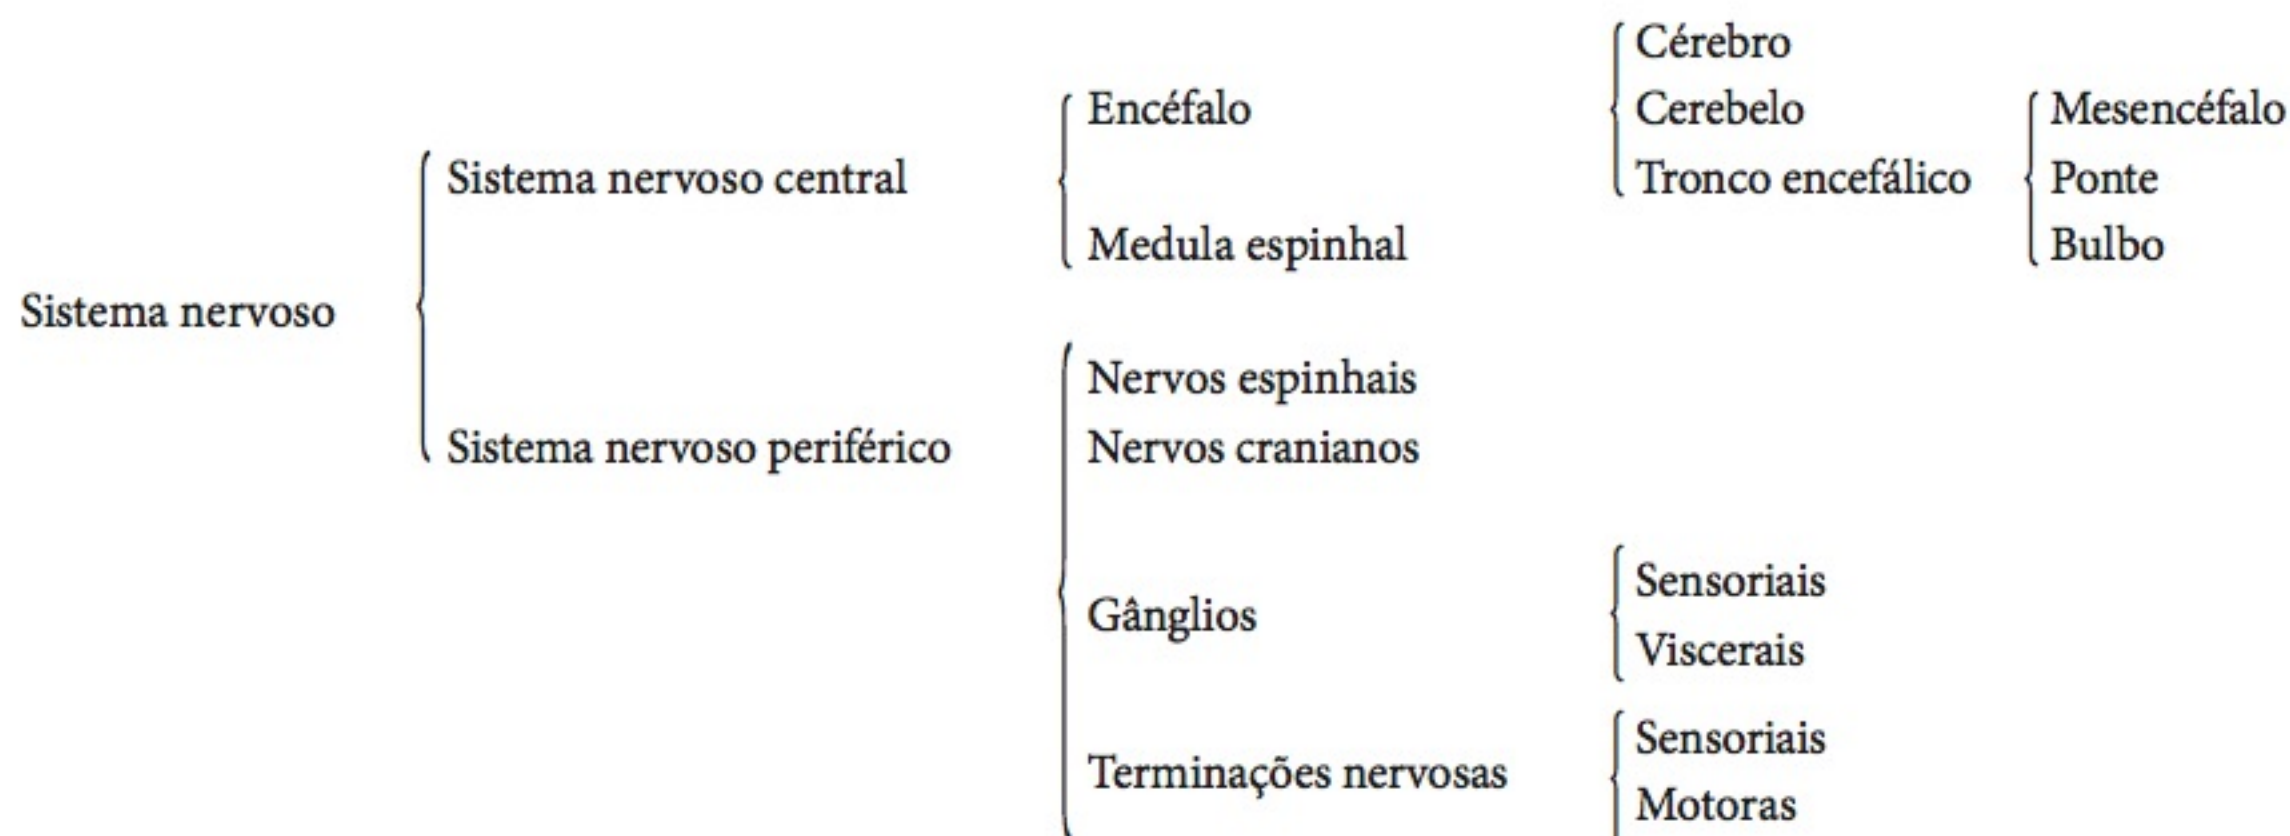 Sistema nervoso
Sistema nervoso central
Encéfalo
Cérebro
Cerebelo
Tronco encefálico
Mesencéfalo
Ponte
Bulbo
Medula espinhal
Sistema nervoso periférico
Nervos espinhais
Nervos cranianos
Gânglios
Sensoriais
Viscerais
Terminações nervosas
Sensoriais
Motoras